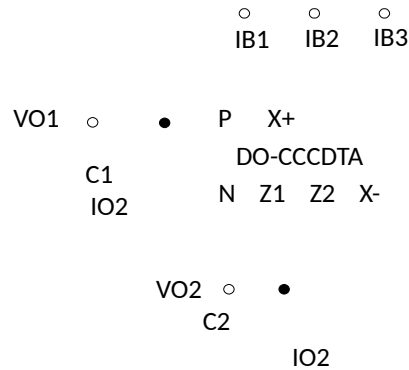 IB1 IB2 IB3
VO1 P X+
DO-CCCDTA
C1
N Z1 Z2 X-
IO2
VO2
C2
IO2